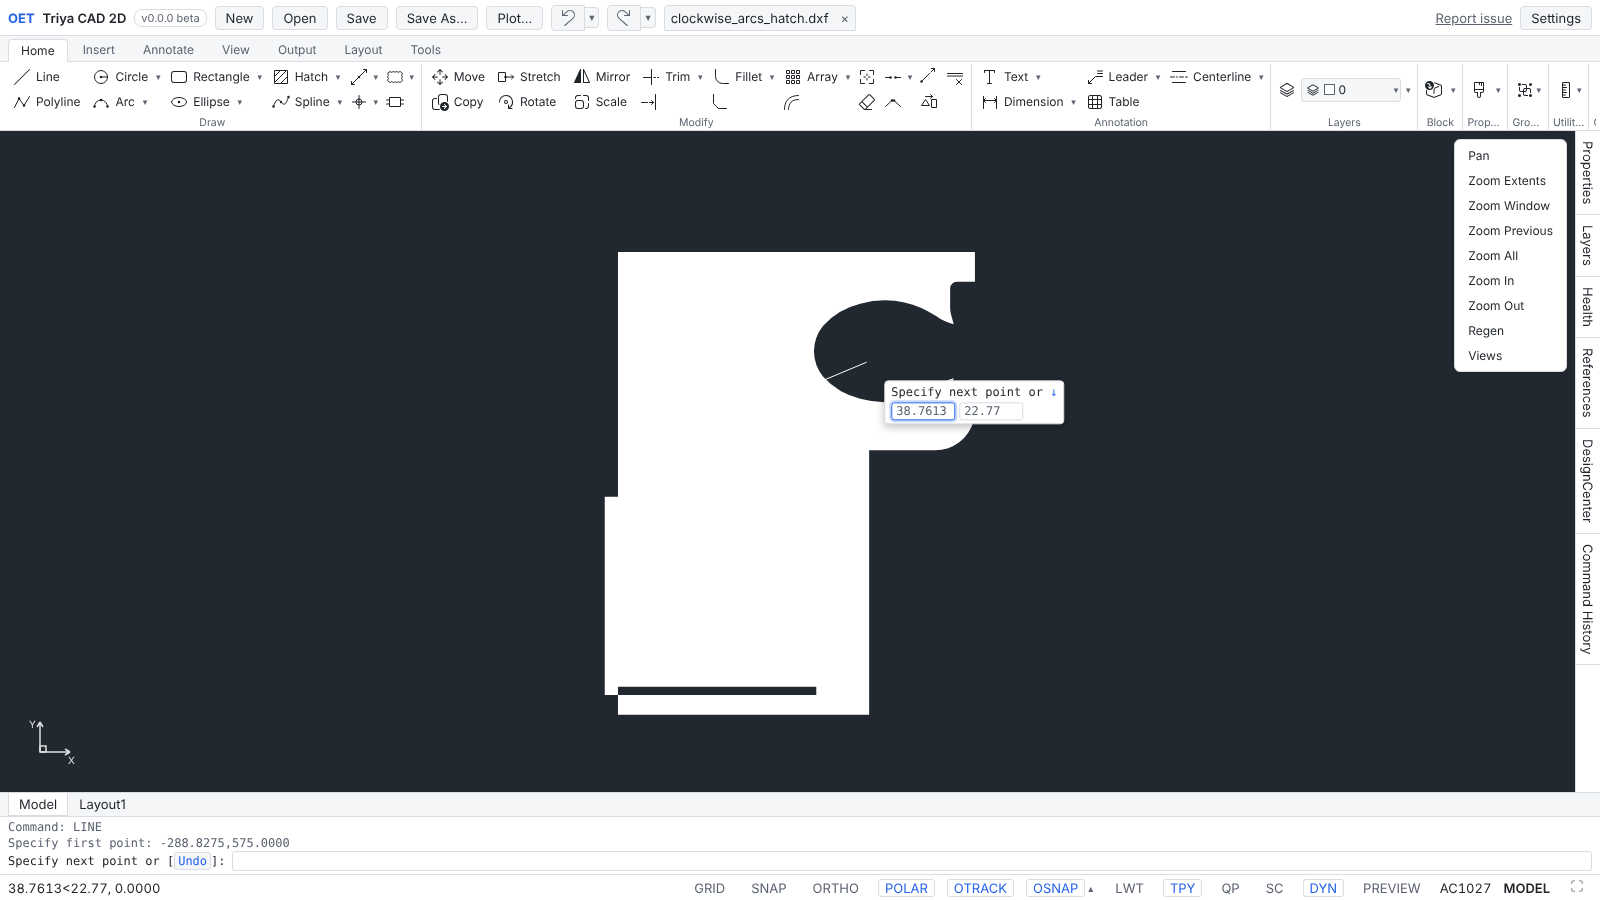 OET Triya CAD 2D v0.0.0 beta New Open Save Save As... Plot... clockwise_arcs_hatch.dxf × Report issue Settings
Home Insert Annotate View Output Layout Tools
Line Circle Rectangle Hatch Move Stretch Mirror Trim Fillet Array Text Leader Centerline
Polyline Arc Ellipse Spline Copy Rotate Scale Dimension Table
0
Draw Modify Annotation Layers Block Prop... Gro... Utilit...
Pan
Zoom Extents
Zoom Window
Zoom Previous
Zoom All
Zoom In
Zoom Out
Regen
Views
Properties
Layers
Health
References
DesignCenter
Command History
Specify next point or ↓
38.7613 22.77
Y
X
Model Layout1
Command: LINE
Specify first point: -288.8275,575.0000
Specify next point or [Undo]:
38.7613<22.77, 0.0000 GRID SNAP ORTHO POLAR OTRACK OSNAP LWT TPY QP SC DYN PREVIEW AC1027 MODEL